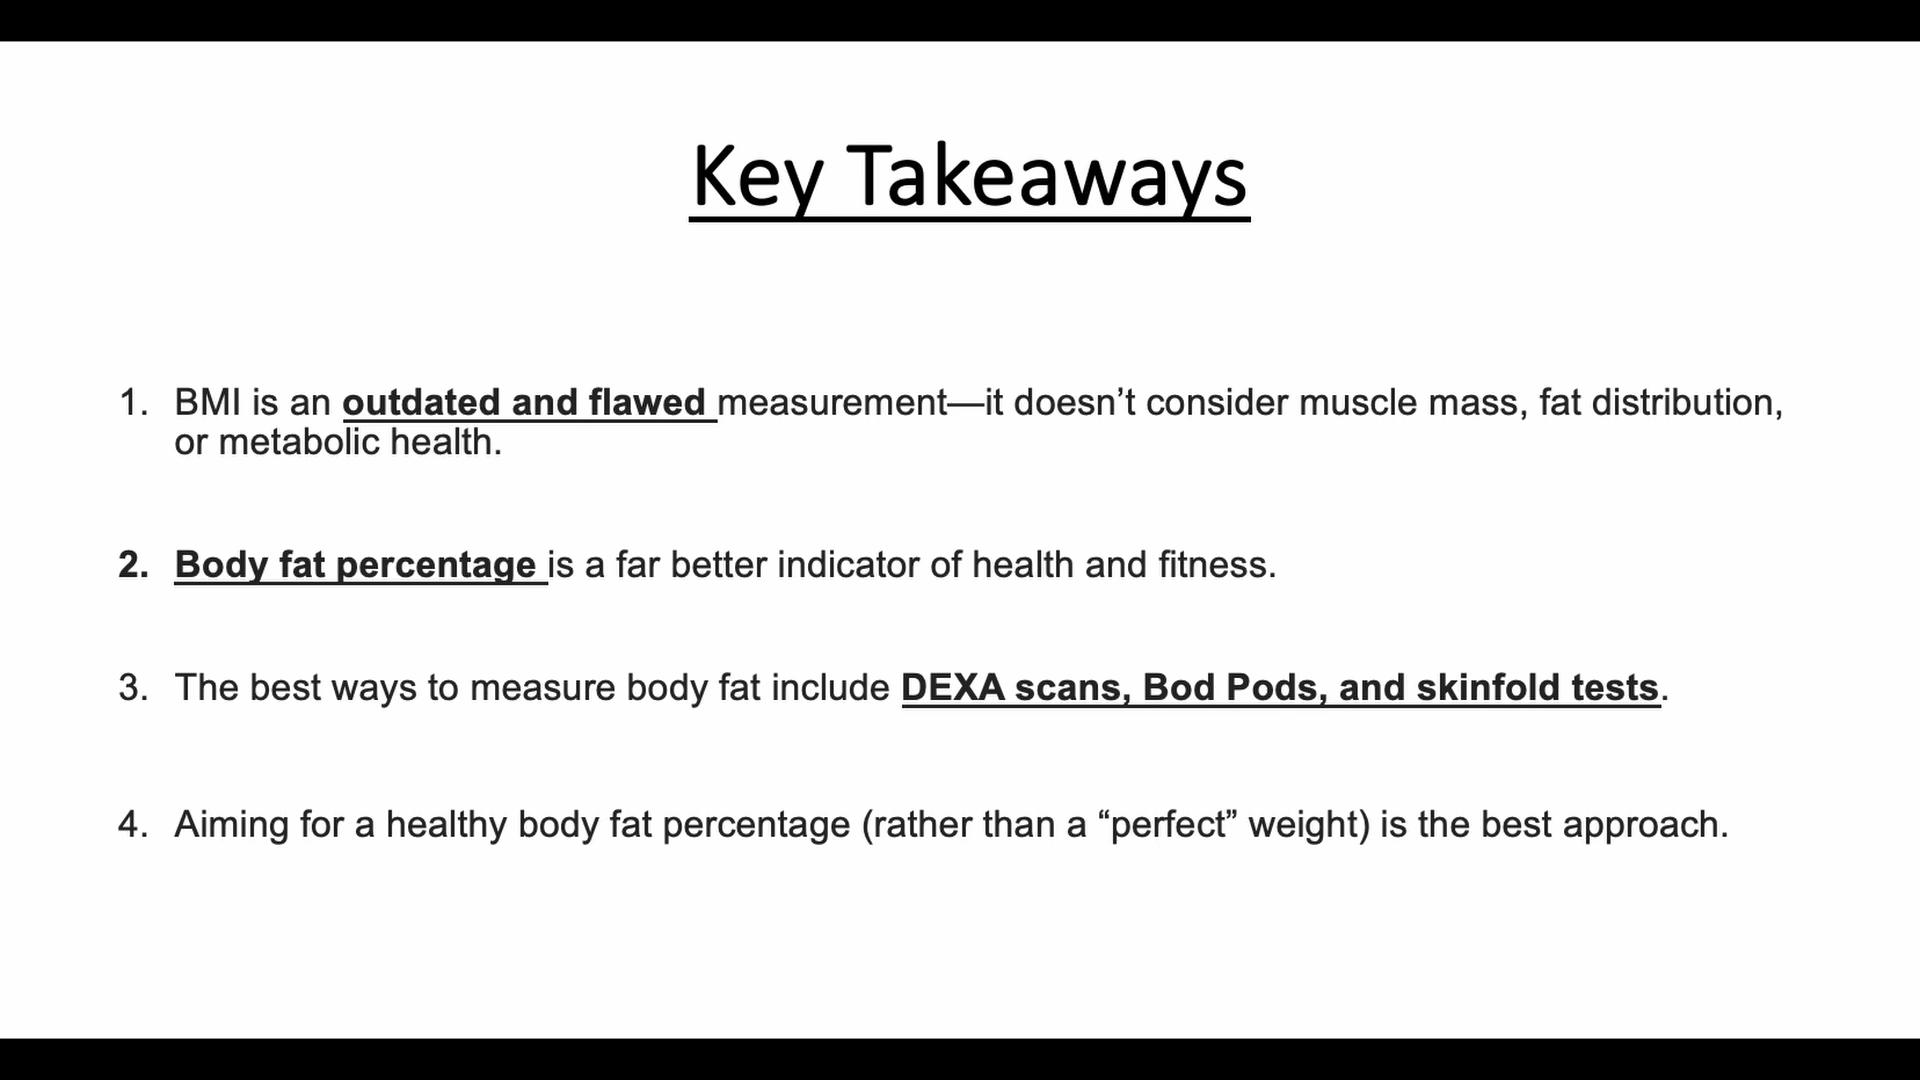 Key Takeaways
1. BMI is an outdated and flawed measurement—it doesn’t consider muscle mass, fat distribution,
or metabolic health.
2. Body fat percentage is a far better indicator of health and fitness.
3. The best ways to measure body fat include DEXA scans, Bod Pods, and skinfold tests.
4. Aiming for a healthy body fat percentage (rather than a “perfect” weight) is the best approach.